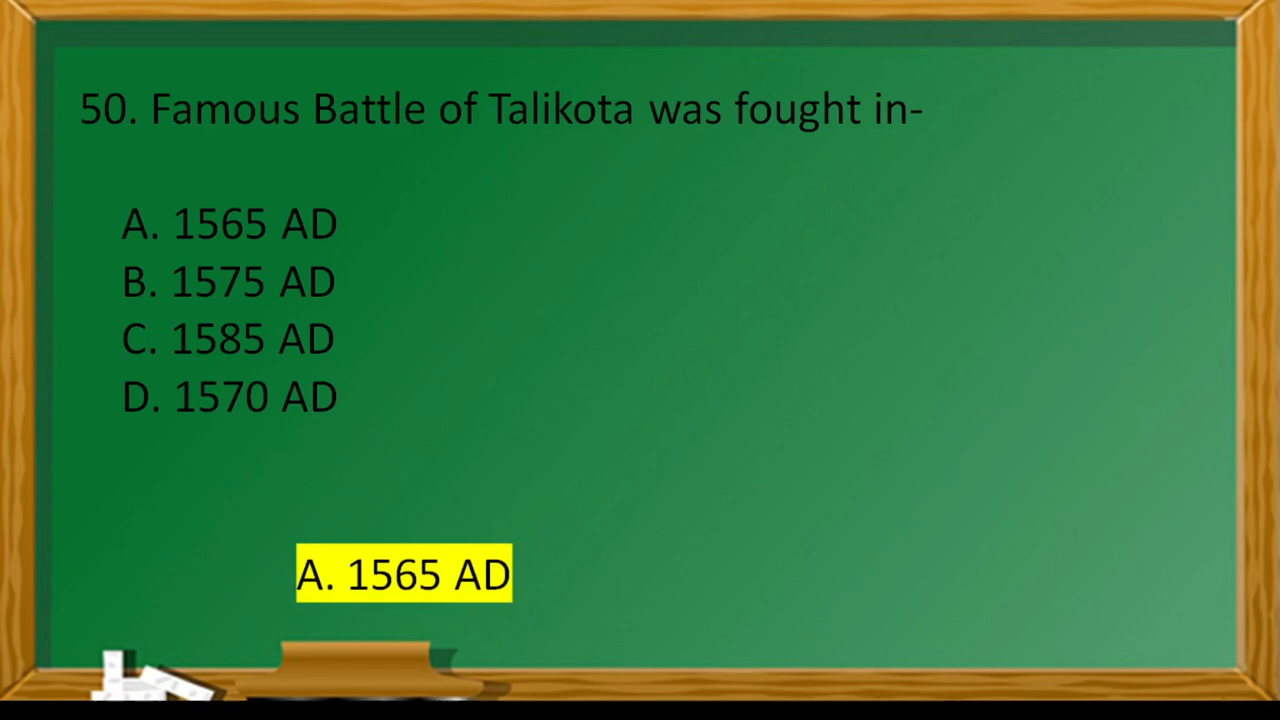 50. Famous Battle of Talikota was fought in-
A. 1565 AD
B. 1575 AD
C. 1585 AD
D. 1570 AD
A. 1565 AD